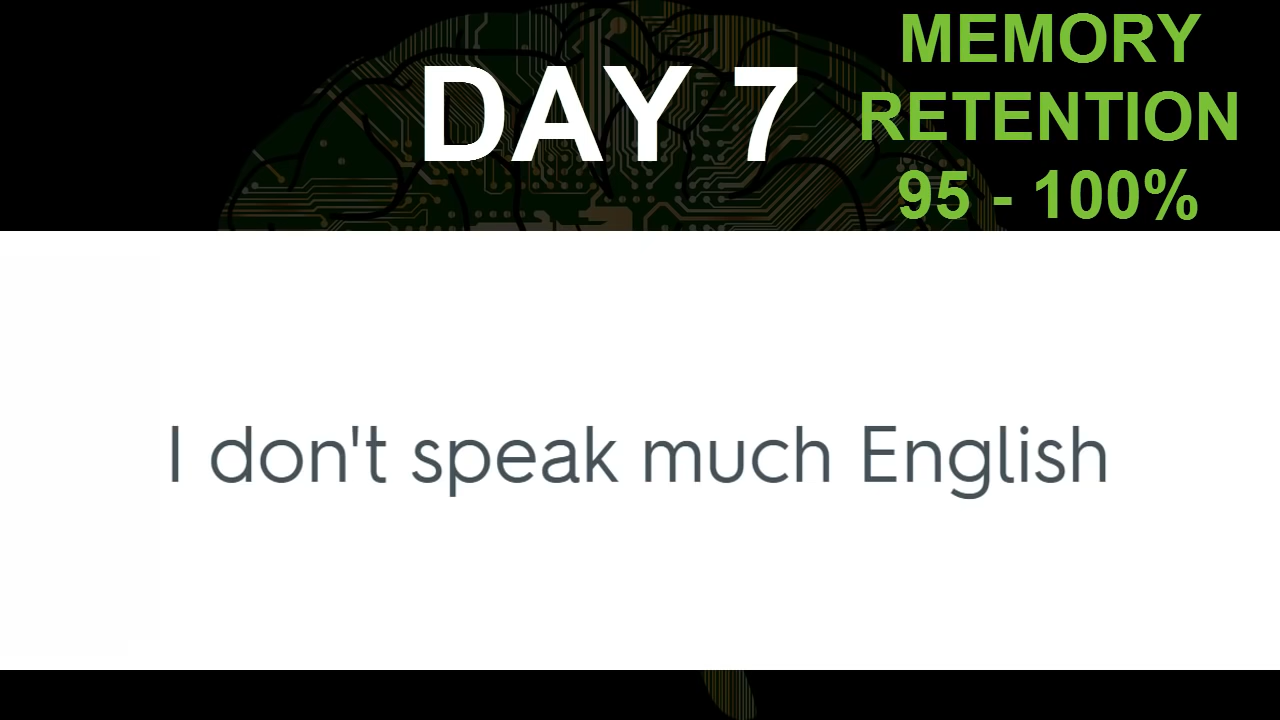 DAY 7
MEMORY
RETENTION
95 - 100%
I don't speak much English